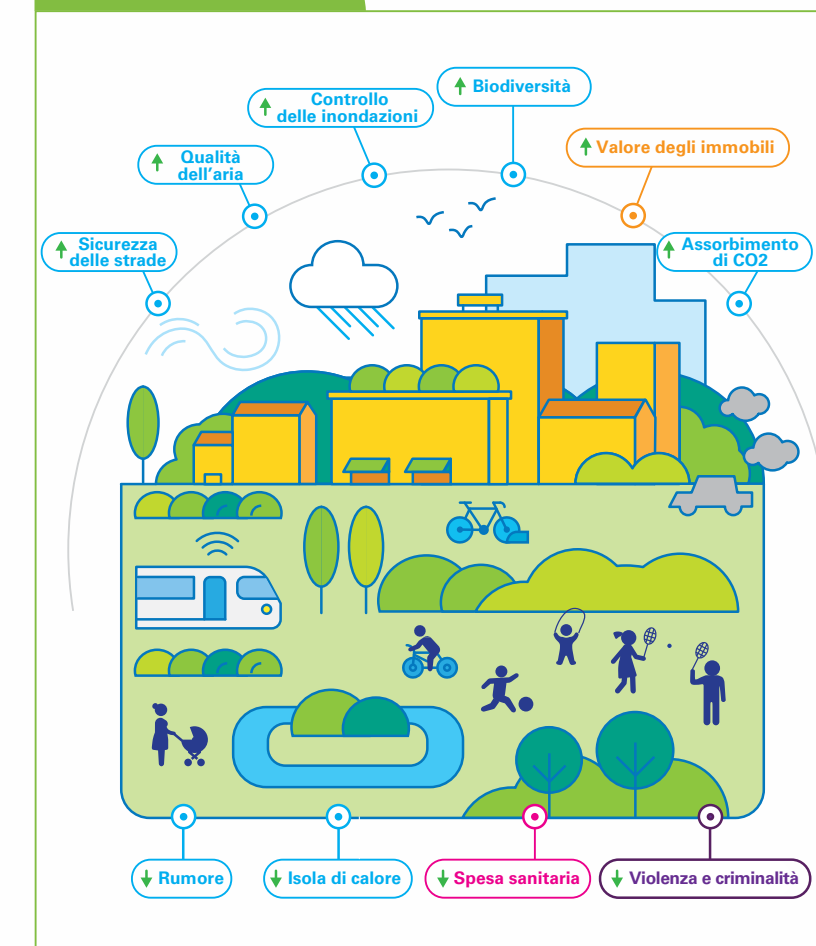 Biodiversità
Controllo
delle inondazioni
Valore degli immobili
Qualità
dell'aria
Sicurezza
delle strade
Assorbimento
di CO2
Rumore
Isola di calore
Spesa sanitaria
Violenza e criminalità